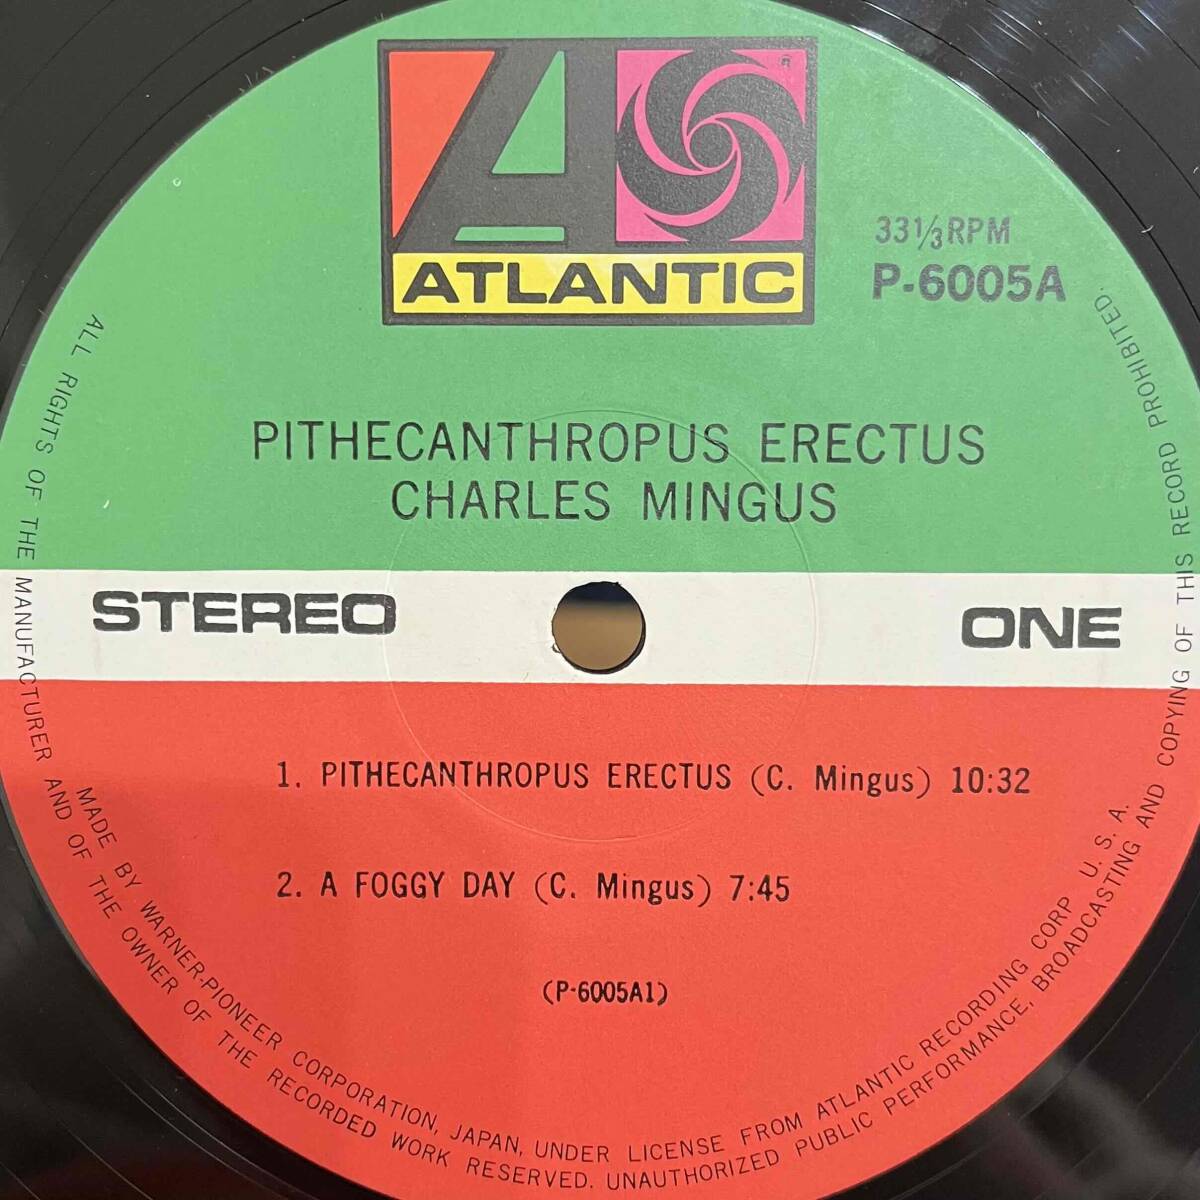 ATLANTIC
33⅓ RPM
P-6005A
PITHECANTHROPUS ERECTUS
CHARLES MINGUS
STEREO
ONE
1. PITHECANTHROPUS ERECTUS (C. Mingus) 10:32
2. A FOGGY DAY (C. Mingus) 7:45
(P-6005A1)
MADE BY WARNER-PIONEER CORPORATION, JAPAN, UNDER LICENSE FROM ATLANTIC RECORDING CORP U. S. A.
ALL RIGHTS OF THE MANUFACTURER AND OF THE OWNER OF THE RECORDED WORK RESERVED. UNAUTHORIZED PUBLIC PERFORMANCE, BROADCASTING AND COPYING OF THIS RECORD PROHIBITED.